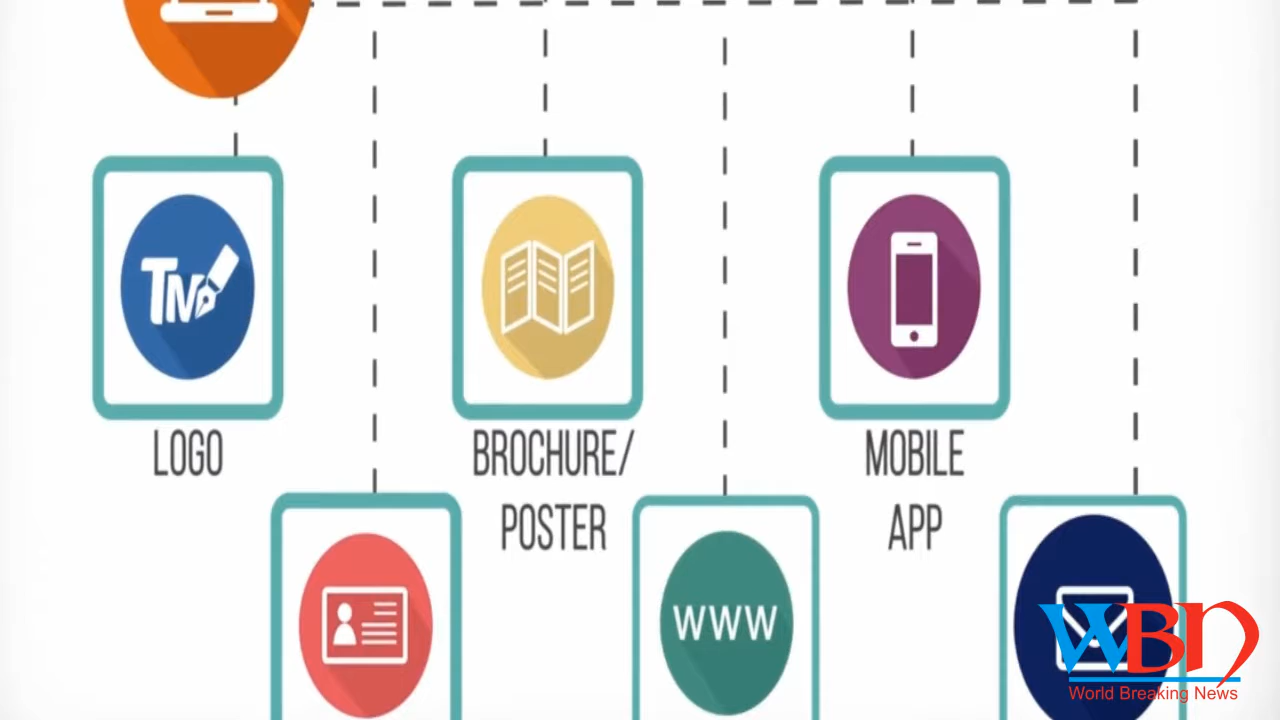 TM
LOGO
BROCHURE/
POSTER
MOBILE
APP
WWW
WBN
World Breaking News